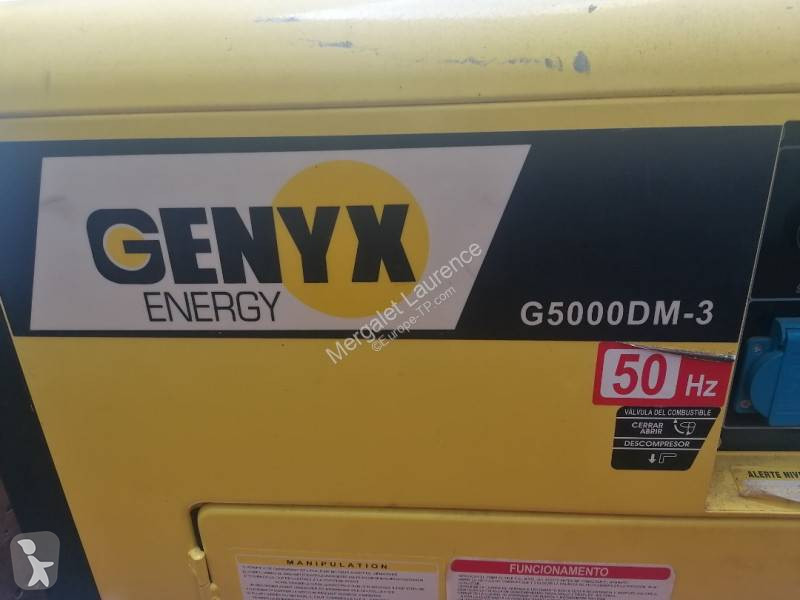 GENYX
ENERGY
G5000DM-3
Mergalet Laurence
©Europe-TP.com
50 Hz
VÁLVULA DEL COMBUSTIBLE
CERRAR
ABRIR
DESCOMPRESOR
ALERTE NIV
MANIPULATION
FUNCIONAMENTO